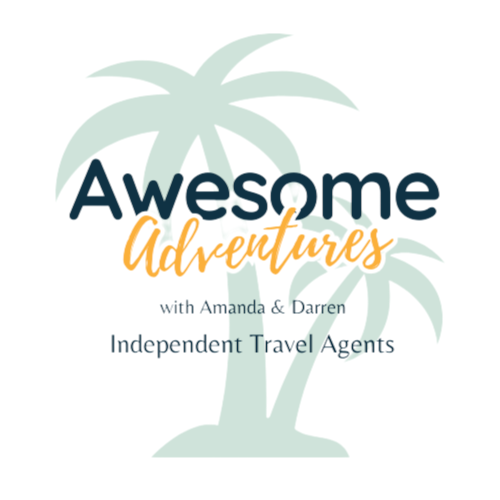 Awesome
Adventures
with Amanda & Darren
Independent Travel Agents